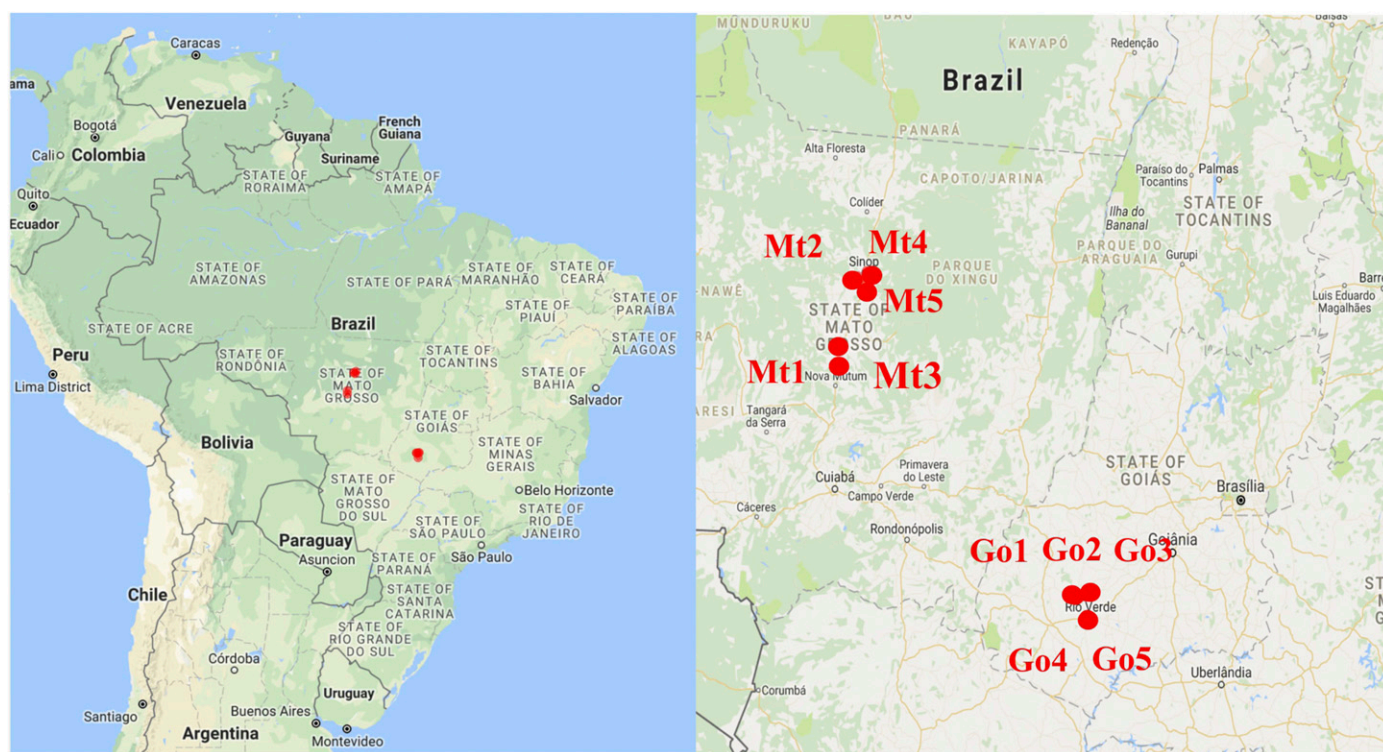 Caracas
ama
Venezuela
Bogotá
Guyana
French
Guiana
Cali
Colombia
Suriname
STATE OF
RORAIMA
STATE OF
AMAPÁ
Quito
Ecuador
STATE OF
AMAZONAS
STATE OF PARÁ
STATE OF
MARANHÃO
STATE OF
CEARÁ
STATE OF
PARAÍBA
STATE OF
PIAUÍ
STATE OF ACRE
Brazil
STATE OF
ALAGOAS
Peru
STATE OF
RONDÔNIA
STATE OF
TOCANTINS
Lima District
STATE OF
MATO
GROSSO
STATE OF
BAHIA
Salvador
STATE OF
GOIÁS
Bolivia
STATE OF
MINAS
GERAIS
STATE OF
MATO
GROSSO
DO SUL
Belo Horizonte
STATE OF
SÃO PAULO
STATE OF
RIO DE
JANEIRO
Paraguay
São Paulo
Asuncion
STATE OF
PARANÁ
Chile
STATE OF
SANTA
CATARINA
STATE OF
RIO GRANDE
DO SUL
Córdoba
Uruguay
Santiago
Buenos Aires
Argentina
Montevideo
MUNDURUKU
BAÚ
Balsas
KAYAPÓ
Redenção
Brazil
PANARÁ
Alta Floresta
CAPOTO/JARINA
Paraíso do
Tocantins
Palmas
Colíder
Ilha do
Bananal
STATE OF
TOCANTINS
Mt2
Mt4
Sinop
PARQUE
DO XINGU
PARQUE DO
ARAGUAIA
Gurupi
-NAWÊ
Mt5
Barre
Luis Eduardo
Magalhães
STATE OF
MATO
GROSSO
Mt1
Mt3
Nova Mutum
ARESI
Tangará
da Serra
STATE OF
GOIÁS
Cuiabá
Primavera
do Leste
Campo Verde
Brasília
Cáceres
Rondonópolis
Go1
Go2
Go3
Goiânia
Rio Verde
Go4
Go5
Uberlândia
Corumbá